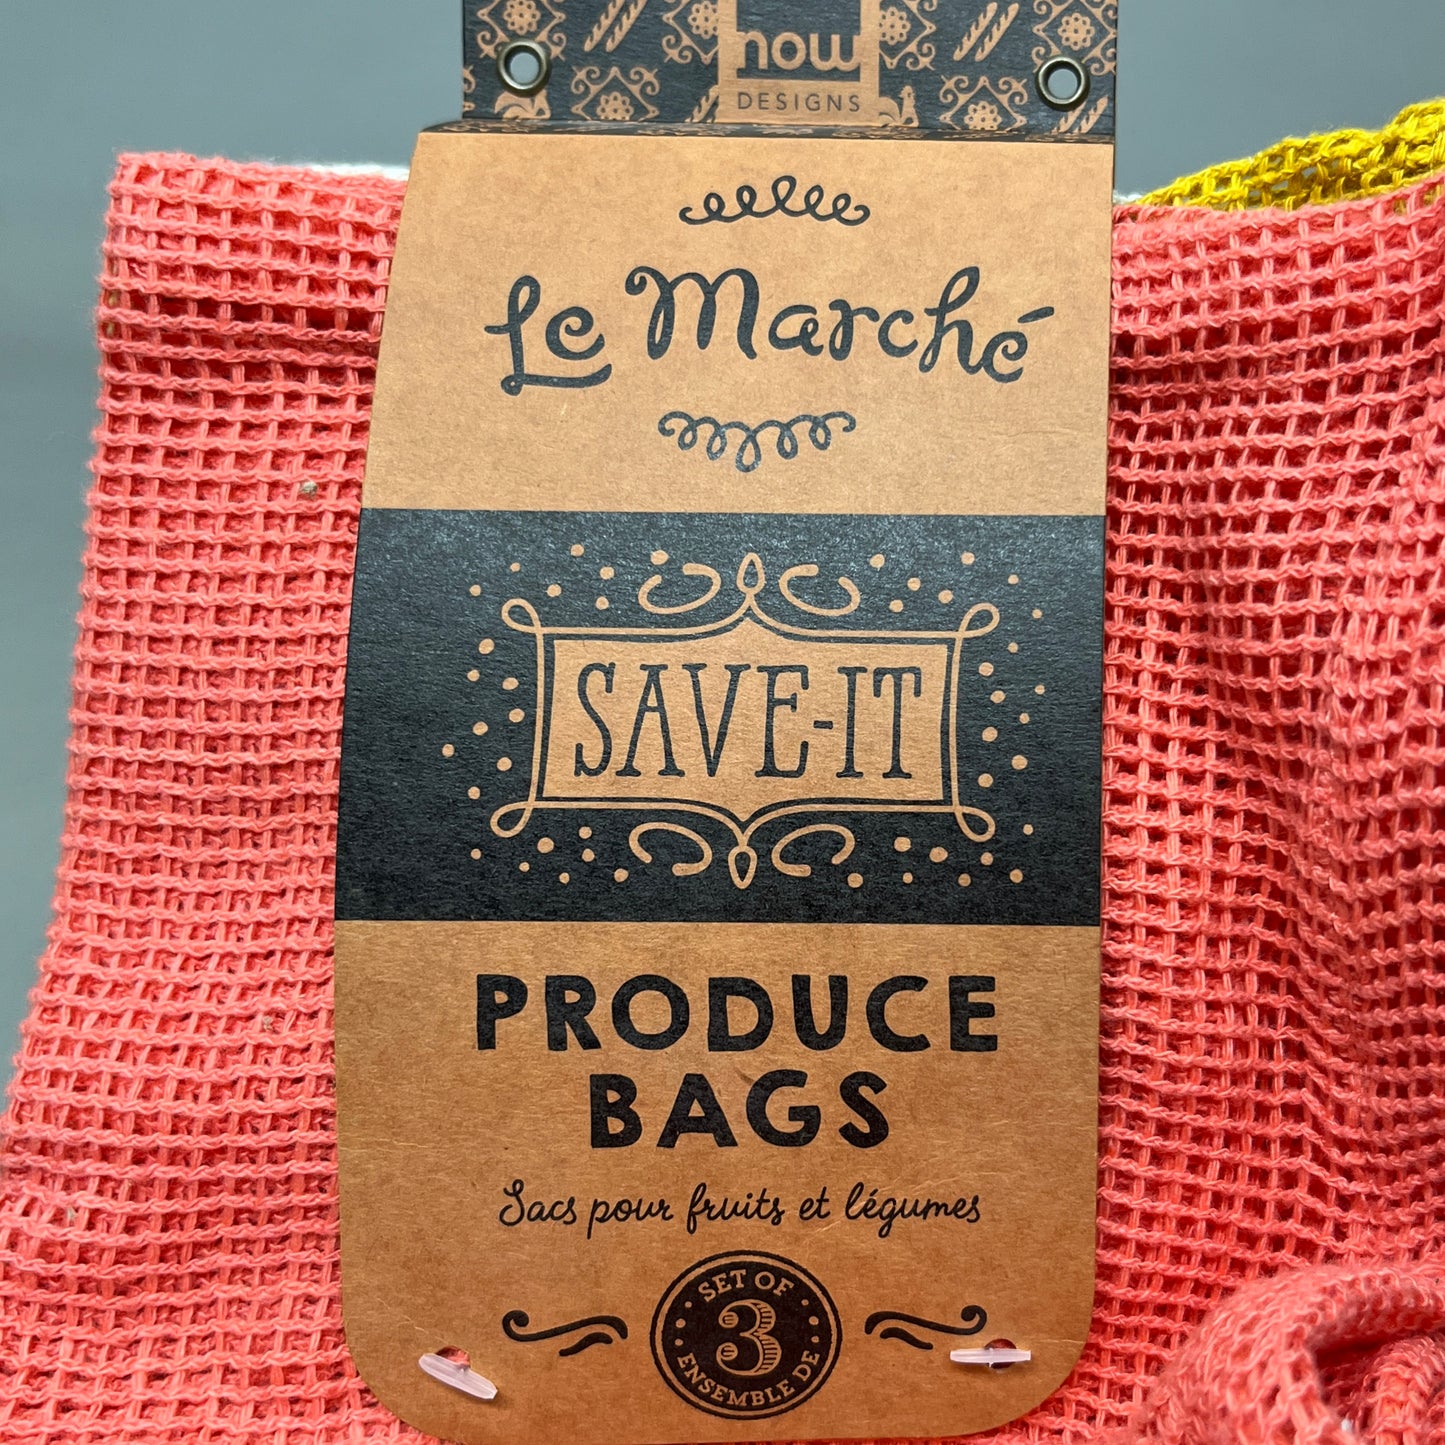 now
DESIGNS
Le Marché
SAVE-IT
PRODUCE
BAGS
Sacs pour fruits et légumes
SET OF
3
ENSEMBLE DE